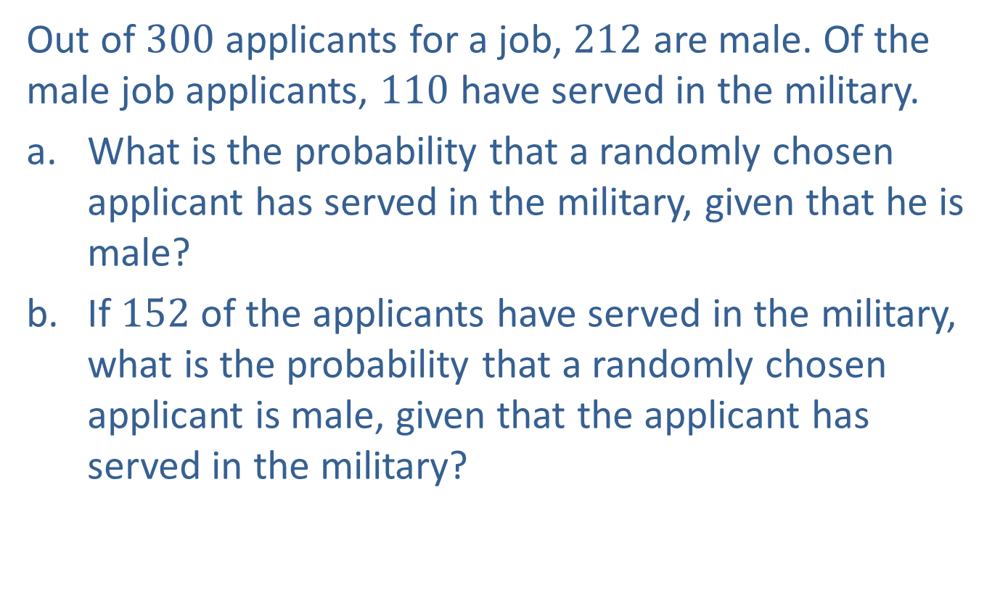 Out of 300 applicants for a job, 212 are male. Of the
male job applicants, 110 have served in the military.
a. What is the probability that a randomly chosen
applicant has served in the military, given that he is
male?
b. If 152 of the applicants have served in the military,
what is the probability that a randomly chosen
applicant is male, given that the applicant has
served in the military?